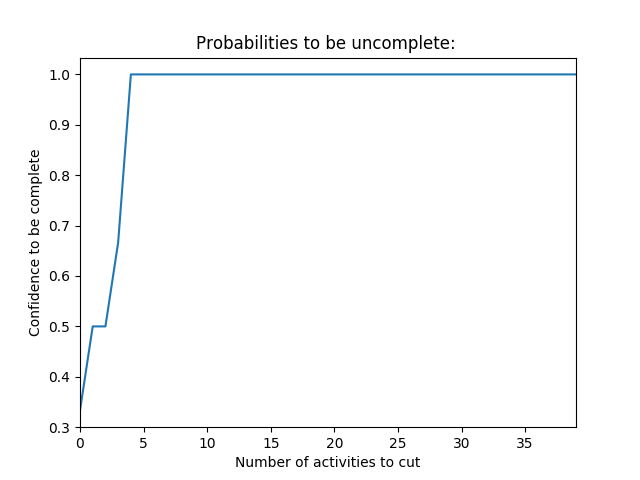 Probabilities to be uncomplete:
1.0
0.9
0.8
0.7
0.6
0.5
0.4
0.3
Confidence to be complete
0 5 10 15 20 25 30 35
Number of activities to cut